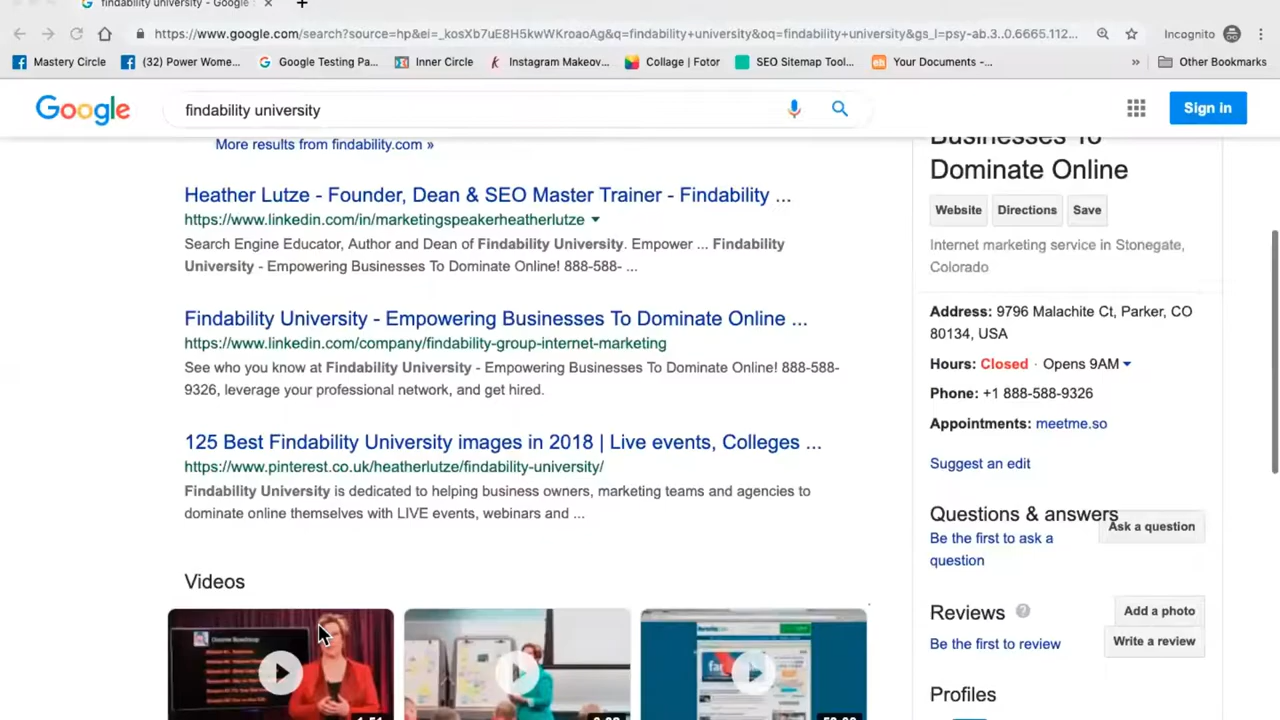 findability university - Google
https://www.google.com/search?source=hp&ei=_kosXb7uE8H5kwWKroaoAg&q=findability+university&oq=findability+university&gs_l=psy-ab.3..0.6665.112...
Incognito
Mastery Circle
(32) Power Wome...
Google Testing Pa...
Inner Circle
Instagram Makeov...
Collage | Fotor
SEO Sitemap Tool...
Your Documents -...
»
Other Bookmarks
Google
findability university
Sign in
More results from findability.com »
Heather Lutze - Founder, Dean & SEO Master Trainer - Findability ...
https://www.linkedin.com/in/marketingspeakerheatherlutze
Search Engine Educator, Author and Dean of Findability University. Empower ... Findability
University - Empowering Businesses To Dominate Online! 888-588- ...
Findability University - Empowering Businesses To Dominate Online ...
https://www.linkedin.com/company/findability-group-internet-marketing
See who you know at Findability University - Empowering Businesses To Dominate Online! 888-588-
9326, leverage your professional network, and get hired.
125 Best Findability University images in 2018 | Live events, Colleges ...
https://www.pinterest.co.uk/heatherlutze/findability-university/
Findability University is dedicated to helping business owners, marketing teams and agencies to
dominate online themselves with LIVE events, webinars and ...
Videos
Businesses To
Dominate Online
Website
Directions
Save
Internet marketing service in Stonegate,
Colorado
Address: 9796 Malachite Ct, Parker, CO
80134, USA
Hours: Closed · Opens 9AM
Phone: +1 888-588-9326
Appointments: meetme.so
Suggest an edit
Questions & answers
Ask a question
Be the first to ask a
question
Reviews
Add a photo
Be the first to review
Write a review
Profiles